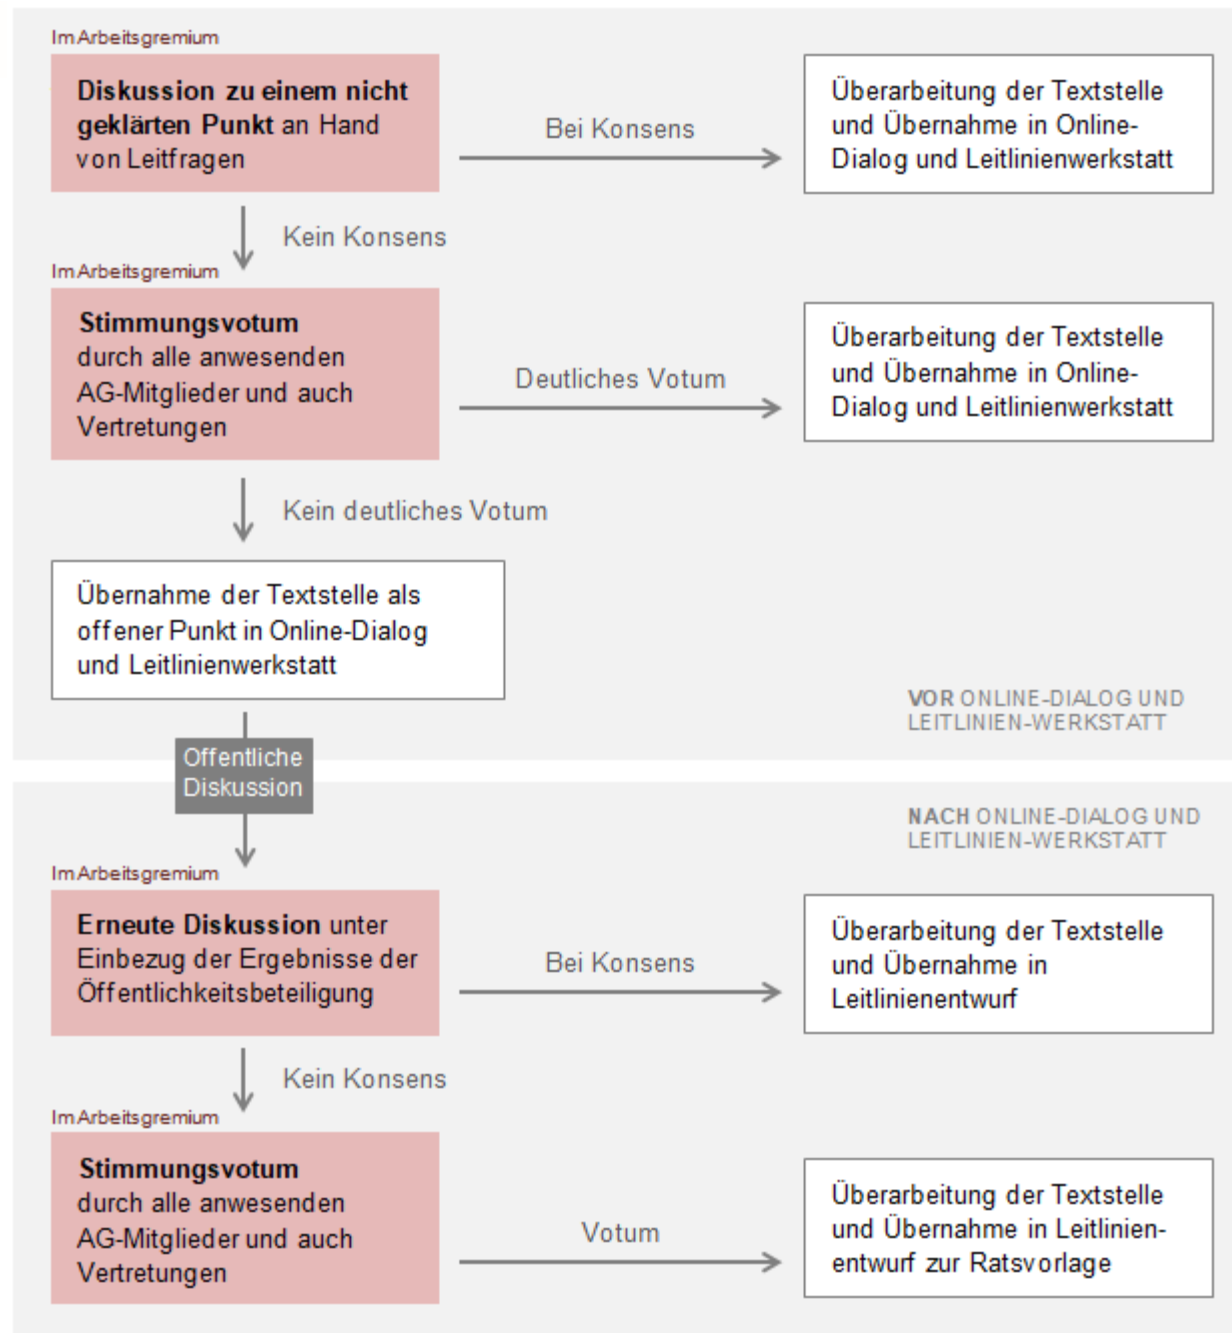 Im Arbeitsgremium
Diskussion zu einem nicht
geklärten Punkt an Hand
von Leitfragen
Bei Konsens
Überarbeitung der Textstelle
und Übernahme in Online-
Dialog und Leitlinienwerkstatt
Kein Konsens
Im Arbeitsgremium
Stimmungsvotum
durch alle anwesenden
AG-Mitglieder und auch
Vertretungen
Deutliches Votum
Überarbeitung der Textstelle
und Übernahme in Online-
Dialog und Leitlinienwerkstatt
Kein deutliches Votum
Übernahme der Textstelle als
offener Punkt in Online-Dialog
und Leitlinienwerkstatt
VOR ONLINE-DIALOG UND
LEITLINIEN-WERKSTATT
Offentliche
Diskussion
NACH ONLINE-DIALOG UND
LEITLINIEN-WERKSTATT
Im Arbeitsgremium
Erneute Diskussion unter
Einbezug der Ergebnisse der
Öffentlichkeitsbeteiligung
Bei Konsens
Überarbeitung der Textstelle
und Übernahme in
Leitlinienentwurf
Kein Konsens
Im Arbeitsgremium
Stimmungsvotum
durch alle anwesenden
AG-Mitglieder und auch
Vertretungen
Votum
Überarbeitung der Textstelle
und Übernahme in Leitlinien-
entwurf zur Ratsvorlage